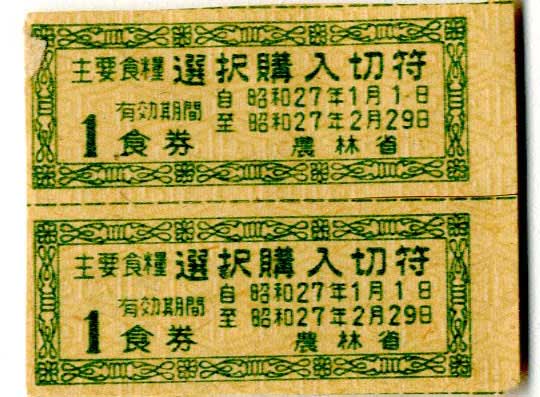 主要食糧 選択購入切符
有効期間 自 昭和27年1月1日
至 昭和27年2月29日
1食券 農林省
主要食糧 選択購入切符
有効期間 自 昭和27年1月1日
至 昭和27年2月29日
1食券 農林省